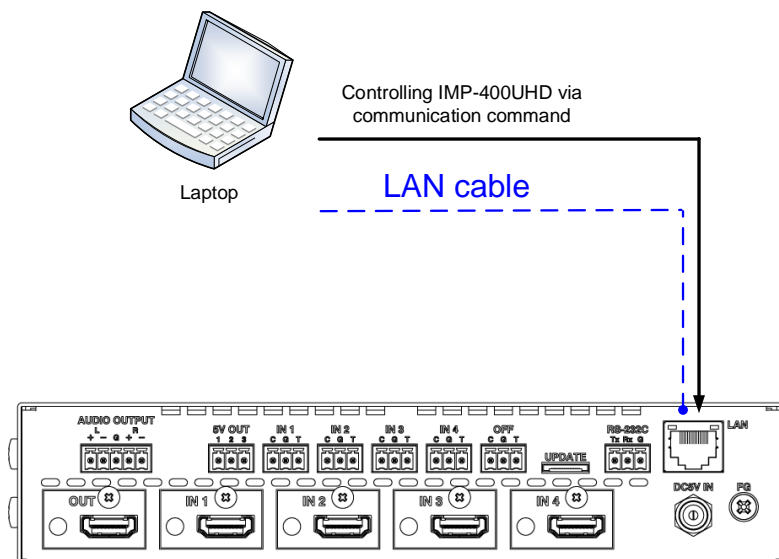 Controlling IMP-400UHD via
communication command
Laptop
LAN cable
AUDIO OUTPUT
L R
+ − G + −
5V OUT
1 2 3
IN 1
C G T
IN 2
C G T
IN 3
C G T
IN 4
C G T
OFF
C G T
UPDATE
RS-232C
Tx Rx G
LAN
OUT
IN 1
IN 2
IN 3
IN 4
DC5V IN
FG